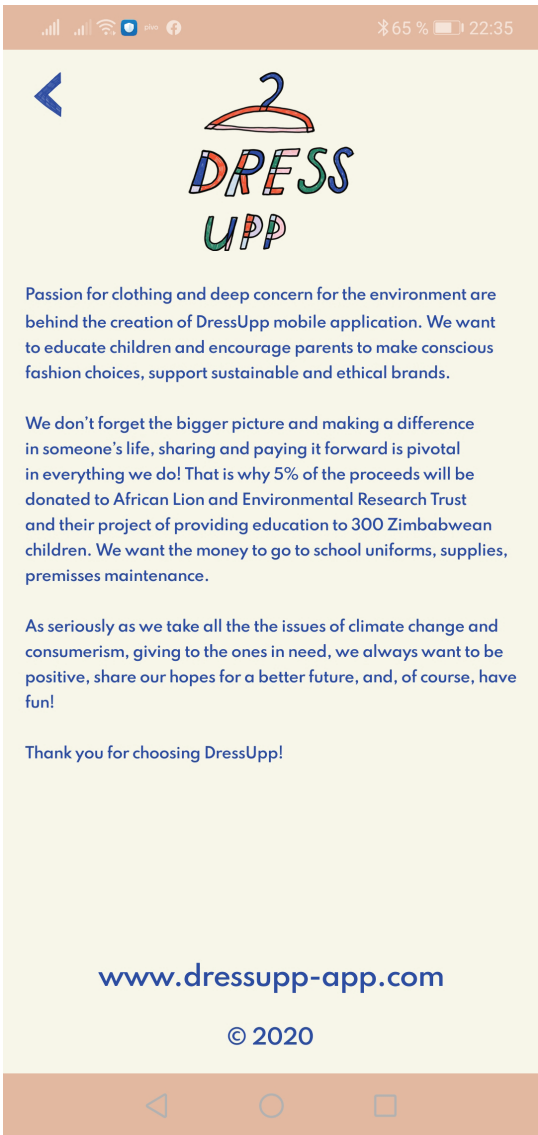 pivo
65 %
22:35
DRESS
UPP
Passion for clothing and deep concern for the environment are
behind the creation of DressUpp mobile application. We want
to educate children and encourage parents to make conscious
fashion choices, support sustainable and ethical brands.
We don't forget the bigger picture and making a difference
in someone's life, sharing and paying it forward is pivotal
in everything we do! That is why 5% of the proceeds will be
donated to African Lion and Environmental Research Trust
and their project of providing education to 300 Zimbabwean
children. We want the money to go to school uniforms, supplies,
premisses maintenance.
As seriously as we take all the the issues of climate change and
consumerism, giving to the ones in need, we always want to be
positive, share our hopes for a better future, and, of course, have
fun!
Thank you for choosing DressUpp!
www.dressupp-app.com
© 2020